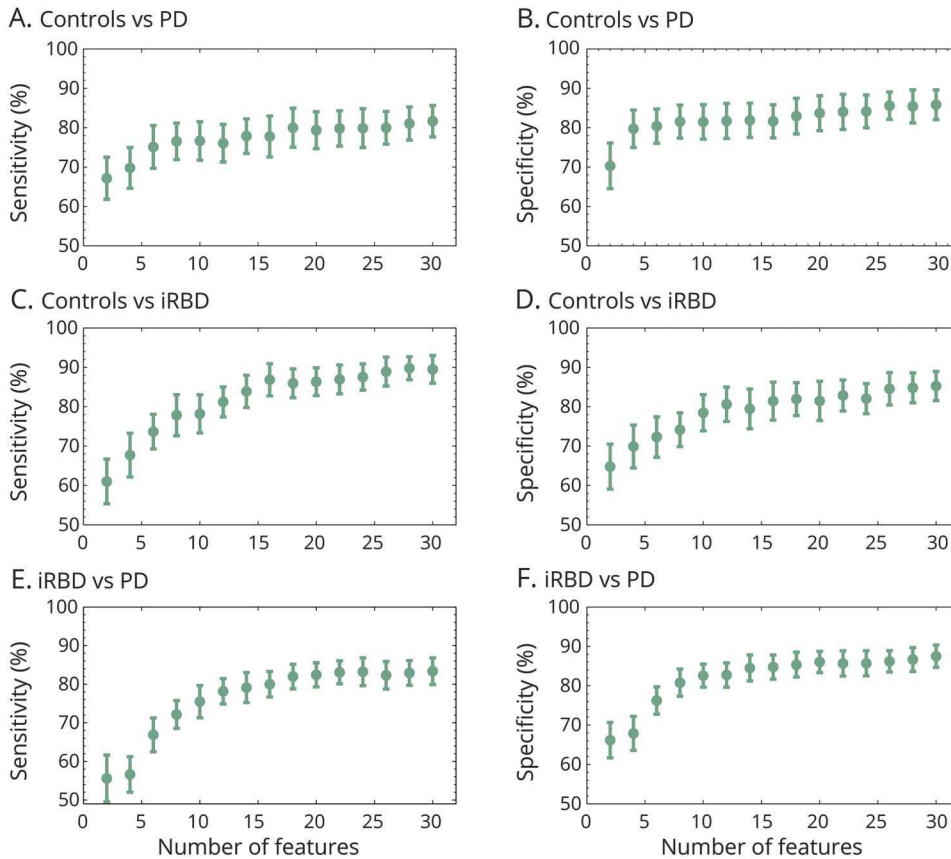 A. Controls vs PD
B. Controls vs PD
100
90
80
70
60
50
Sensitivity (%)
0 5 10 15 20 25 30
100
90
80
70
60
50
Specificity (%)
0 5 10 15 20 25 30
C. Controls vs iRBD
D. Controls vs iRBD
100
90
80
70
60
50
Sensitivity (%)
0 5 10 15 20 25 30
100
90
80
70
60
50
Specificity (%)
0 5 10 15 20 25 30
E. iRBD vs PD
F. iRBD vs PD
100
90
80
70
60
50
Sensitivity (%)
0 5 10 15 20 25 30
Number of features
100
90
80
70
60
50
Specificity (%)
0 5 10 15 20 25 30
Number of features